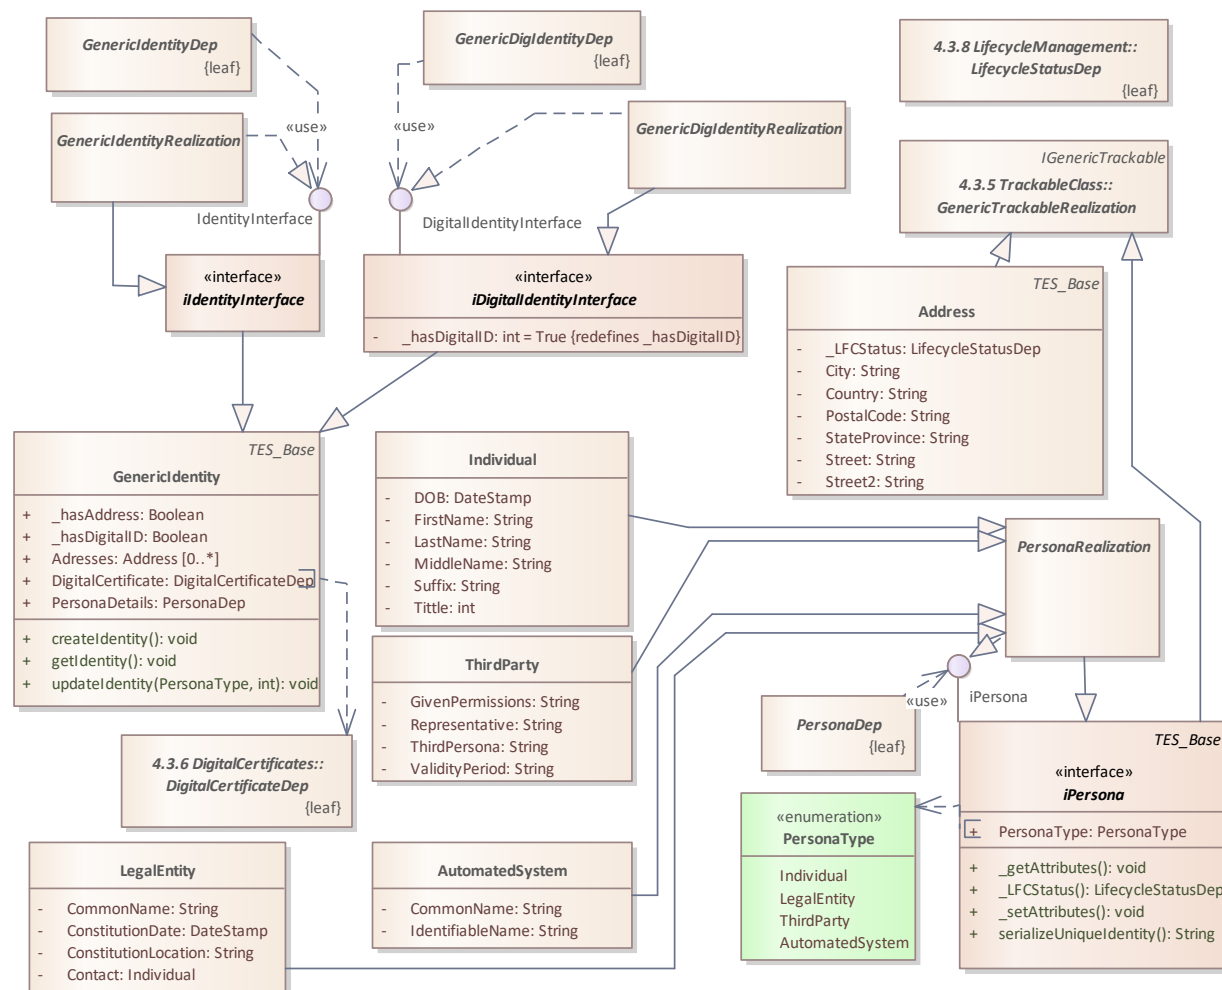 GenericIdentityDep
{leaf}
GenericDigIdentityDep
{leaf}
4.3.8 LifecycleManagement::
LifecycleStatusDep
{leaf}
GenericIdentityRealization
«use»
«use»
GenericDigIdentityRealization
IGenericTrackable
4.3.5 TrackableClass::
GenericTrackableRealization
IdentityInterface
DigitalIdentityInterface
«interface»
iIdentityInterface
«interface»
iDigitalIdentityInterface
- _hasDigitalID: int = True {redefines _hasDigitalID}
TES_Base
Address
- _LFCStatus: LifecycleStatusDep
- City: String
- Country: String
- PostalCode: String
- StateProvince: String
- Street: String
- Street2: String
TES_Base
GenericIdentity
+ _hasAddress: Boolean
+ _hasDigitalID: Boolean
+ Adresses: Address [0..*]
+ DigitalCertificate: DigitalCertificateDep
+ PersonaDetails: PersonaDep
+ createIdentity(): void
+ getIdentity(): void
+ updateIdentity(PersonaType, int): void
Individual
- DOB: DateStamp
- FirstName: String
- LastName: String
- MiddleName: String
- Suffix: String
- Tittle: int
PersonaRealization
ThirdParty
- GivenPermissions: String
- Representative: String
- ThirdPersona: String
- ValidityPeriod: String
«use»
iPersona
PersonaDep
{leaf}
4.3.6 DigitalCertificates::
DigitalCertificateDep
{leaf}
TES_Base
«interface»
iPersona
+ PersonaType: PersonaType
+ _getAttributes(): void
+ _LFCStatus(): LifecycleStatusDep
+ _setAttributes(): void
+ serializeUniqueIdentity(): String
«enumeration»
PersonaType
Individual
LegalEntity
ThirdParty
AutomatedSystem
LegalEntity
- CommonName: String
- ConstitutionDate: DateStamp
- ConstitutionLocation: String
- Contact: Individual
AutomatedSystem
- CommonName: String
- IdentifiableName: String